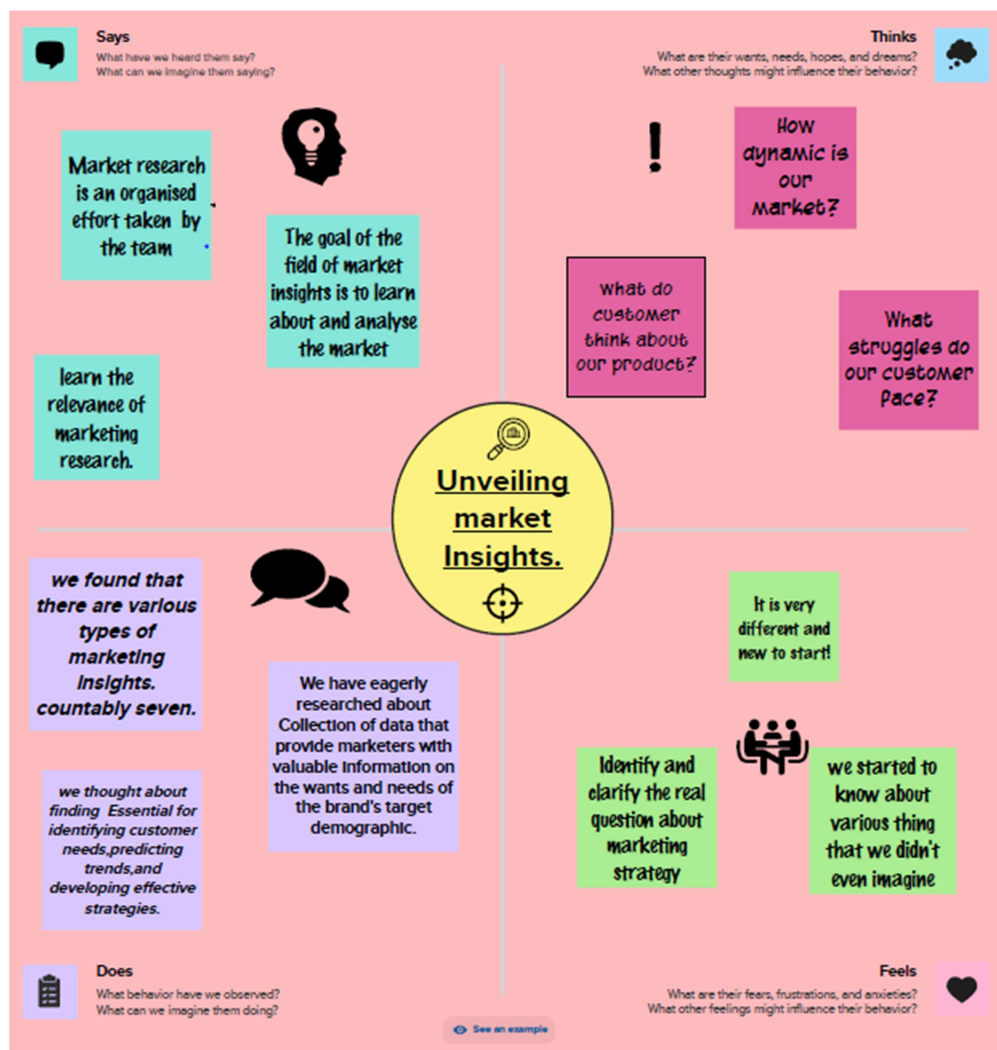 Says
What have we heard them say?
What can we imagine them saying?
Thinks
What are their wants, needs, hopes, and dreams?
What other thoughts might influence their behavior?
Market research
is an organised
effort taken by
the team
The goal of the
field of market
insights is to learn
about and analyse
the market
learn the
relevance of
marketing
research.
How
dynamic is
our
market?
what do
customer
think about
our product?
What
struggles do
our customer
face?
Unveiling
market
Insights.
we found that
there are various
types of
marketing
insights.
countably seven.
We have eagerly
researched about
Collection of data that
provide marketers with
valuable information on
the wants and needs of
the brand's target
demographic.
we thought about
finding Essential for
identifying customer
needs,predicting
trends,and
developing effective
strategies.
It is very
different and
new to start!
Identify and
clarify the real
question about
marketing
strategy
we started to
know about
various thing
that we didn't
even imagine
Does
What behavior have we observed?
What can we imagine them doing?
Feels
What are their fears, frustrations, and anxieties?
What other feelings might influence their behavior?
See an example